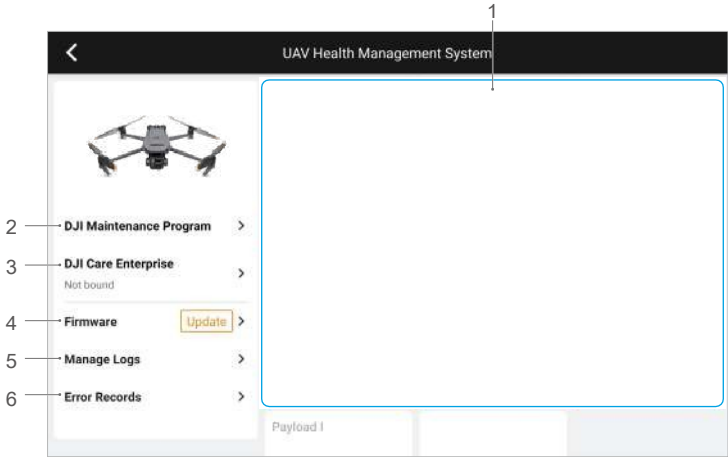 1
UAV Health Management System
2 DJI Maintenance Program
3 DJI Care Enterprise
Not bound
4 Firmware Update
5 Manage Logs
6 Error Records
Payload I